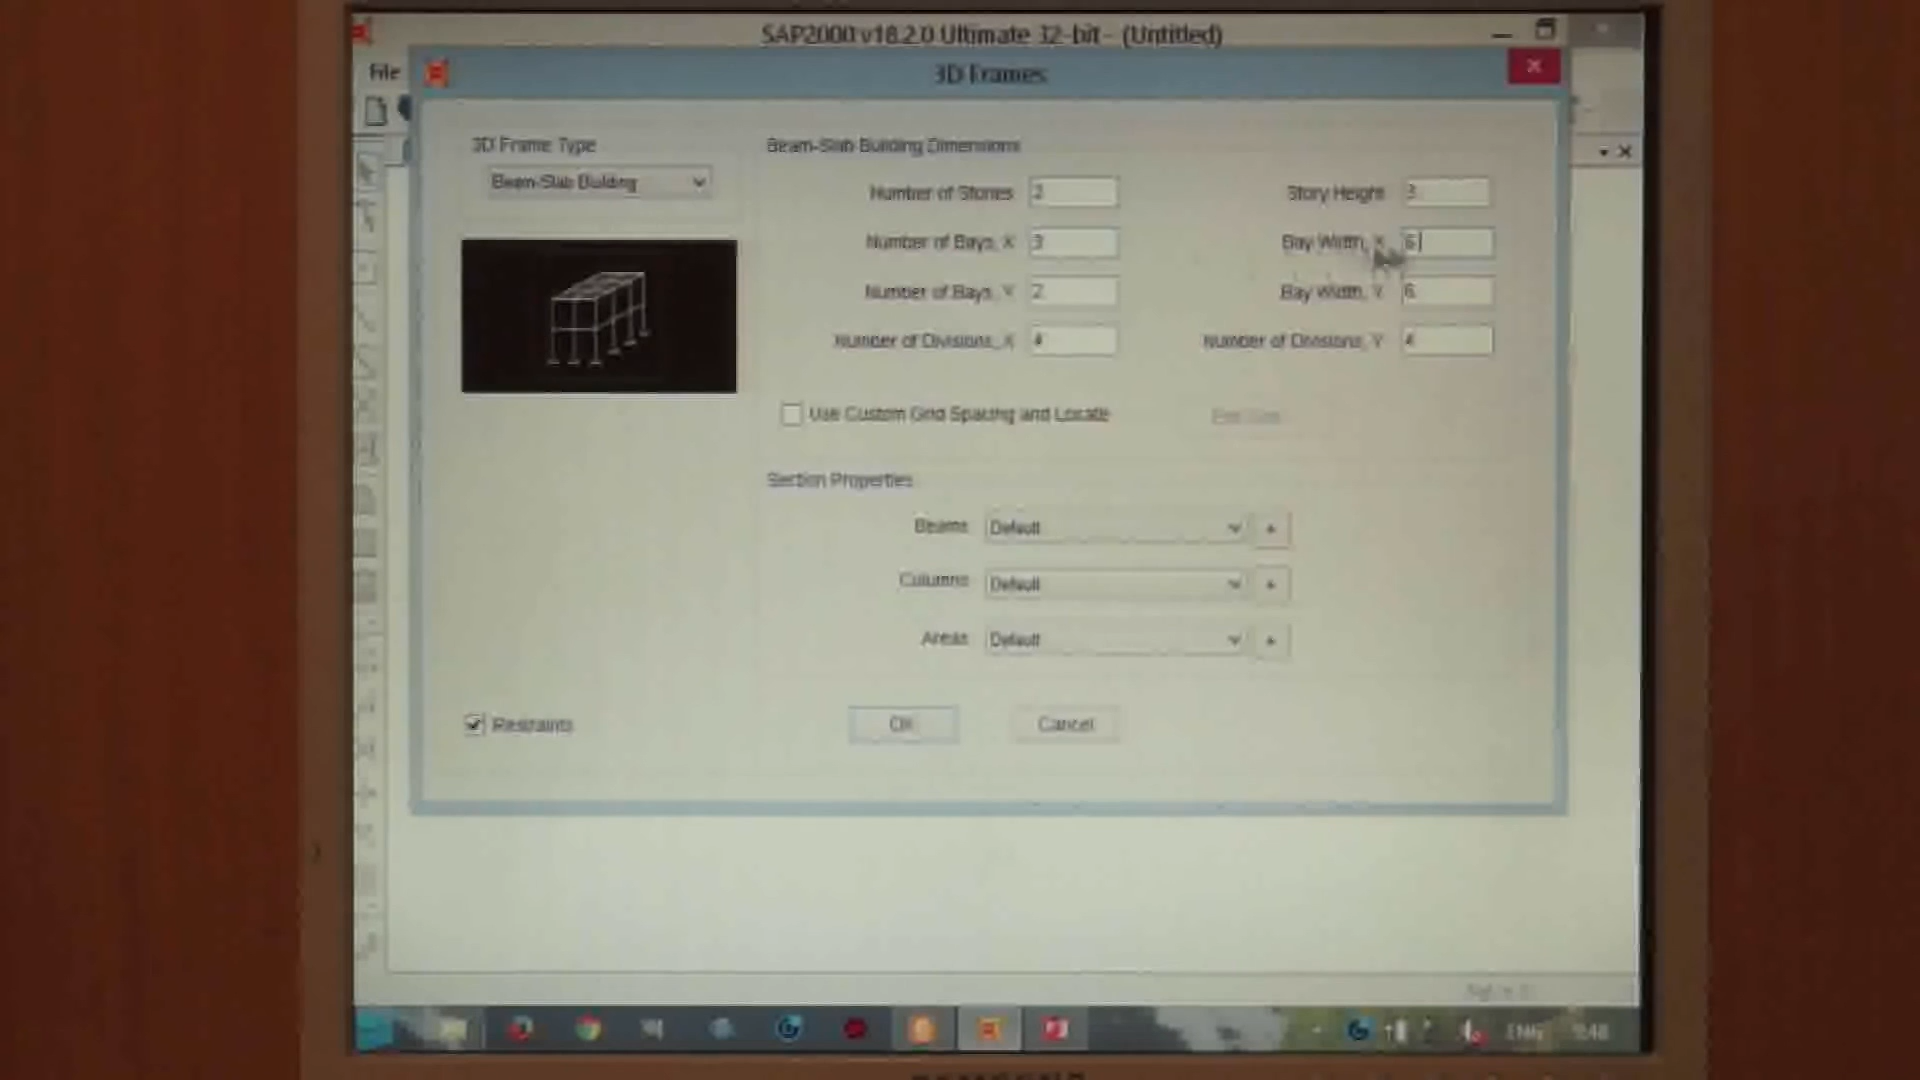 SAP2000 v18.2.0 Ultimate 32-bit - (Untitled)
File
3D Frames
3D Frame Type
Beam-Slab Building
Beam-Slab Building Dimensions
Number of Stories 2
Story Height 3
Number of Bays, X 3
Bay Width, X 6
Number of Bays, Y 2
Bay Width, Y 6
Number of Divisions, X 4
Number of Divisions, Y 4
Use Custom Grid Spacing and Locate
Section Properties
Beams Default
Columns Default
Areas Default
Restraints
OK
Cancel
ENG